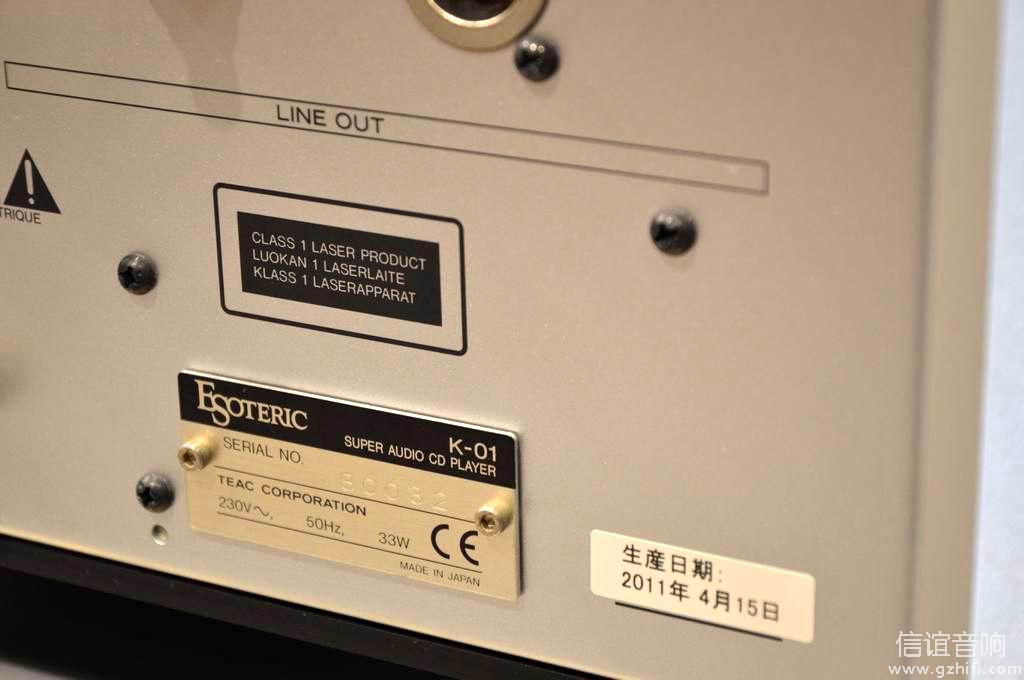 LINE OUT
TRIQUE
CLASS 1 LASER PRODUCT
LUOKAN 1 LASERLAITE
KLASS 1 LASERAPPARAT
ESOTERIC
K-01
SUPER AUDIO CD PLAYER
SERIAL NO.
TEAC CORPORATION
230V～, 50Hz, 33W
CE
MADE IN JAPAN
生産日期:
2011年 4月15日
信谊音响
www.gzhifi.com